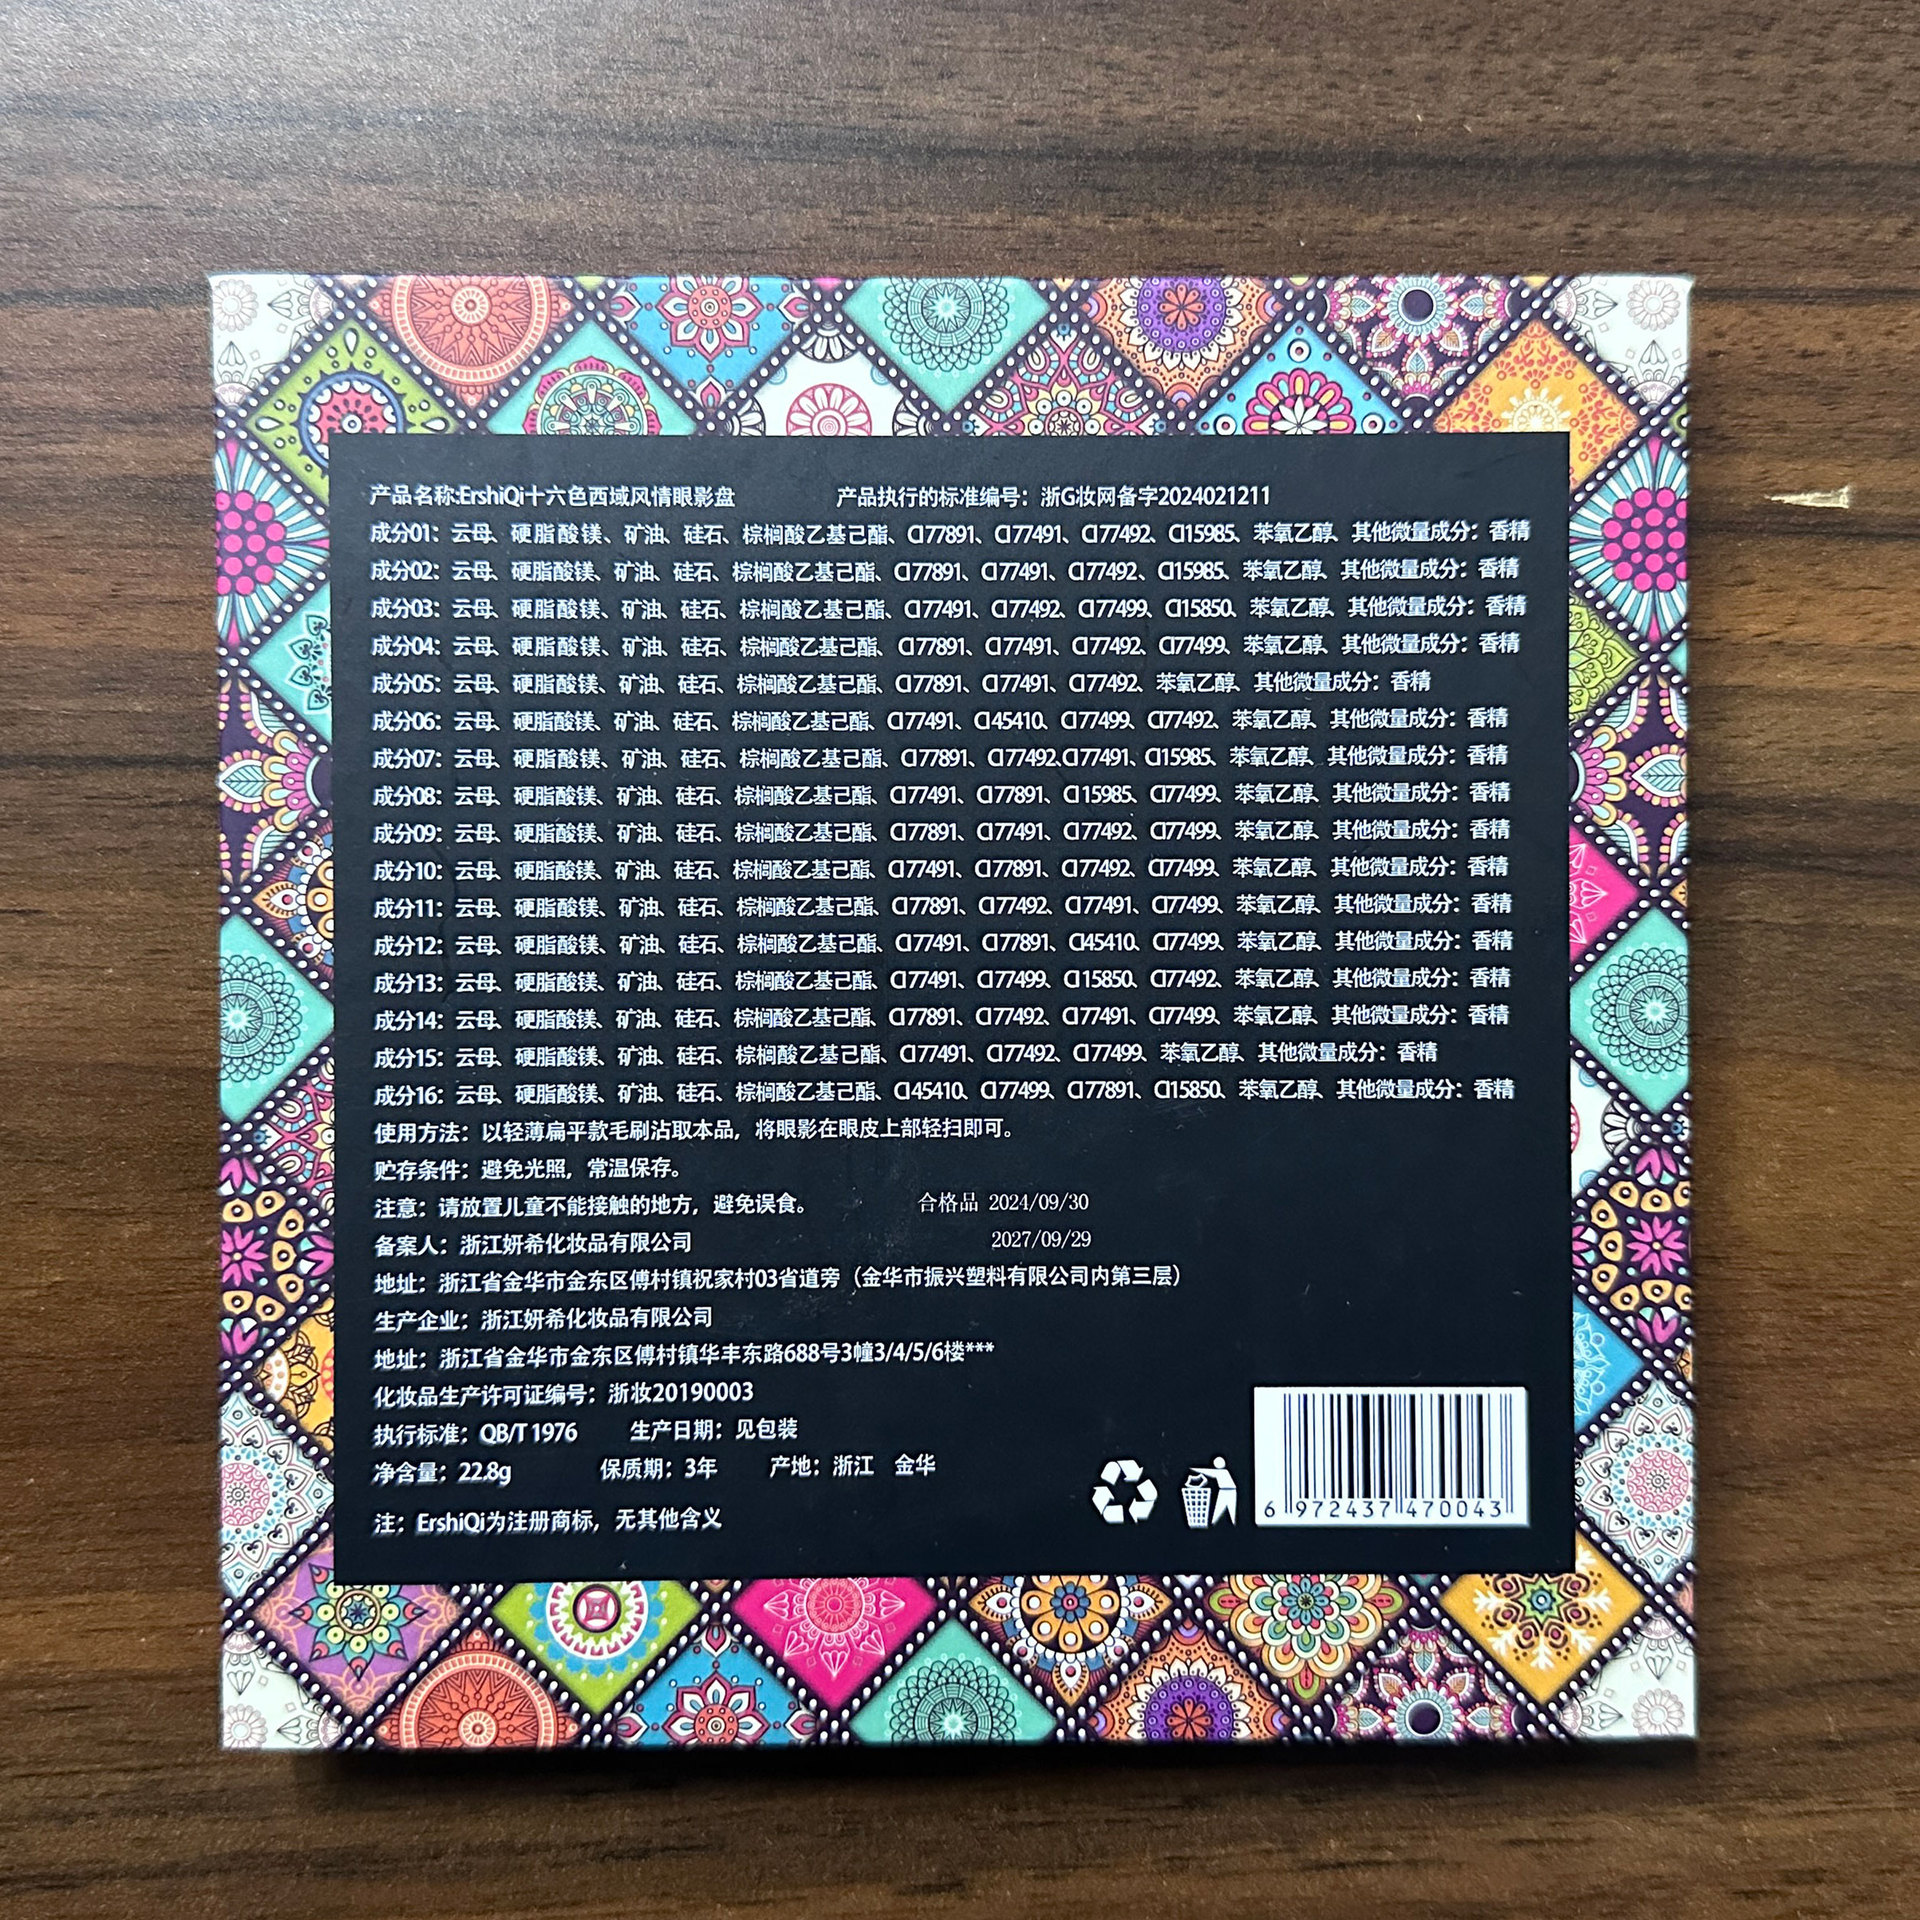 产品名称:ErshiQi十六色西域风情眼影盘 产品执行的标准编号：浙G妆网备字2024021211
成分01：云母、硬脂酸镁、矿油、硅石、棕榈酸乙基己酯、CI77891、CI77491、CI77492、CI15985、苯氧乙醇、其他微量成分：香精
成分02：云母、硬脂酸镁、矿油、硅石、棕榈酸乙基己酯、CI77891、CI77491、CI77492、CI15985、苯氧乙醇、其他微量成分：香精
成分03：云母、硬脂酸镁、矿油、硅石、棕榈酸乙基己酯、CI77491、CI77492、CI77499、CI15850、苯氧乙醇、其他微量成分：香精
成分04：云母、硬脂酸镁、矿油、硅石、棕榈酸乙基己酯、CI77891、CI77491、CI77492、CI77499、苯氧乙醇、其他微量成分：香精
成分05：云母、硬脂酸镁、矿油、硅石、棕榈酸乙基己酯、CI77891、CI77491、CI77492、苯氧乙醇、其他微量成分：香精
成分06：云母、硬脂酸镁、矿油、硅石、棕榈酸乙基己酯、CI77491、CI45410、CI77499、CI77492、苯氧乙醇、其他微量成分：香精
成分07：云母、硬脂酸镁、矿油、硅石、棕榈酸乙基己酯、CI77891、CI77492、CI77491、CI15985、苯氧乙醇、其他微量成分：香精
成分08：云母、硬脂酸镁、矿油、硅石、棕榈酸乙基己酯、CI77491、CI77891、CI15985、CI77499、苯氧乙醇、其他微量成分：香精
成分09：云母、硬脂酸镁、矿油、硅石、棕榈酸乙基己酯、CI77891、CI77491、CI77492、CI77499、苯氧乙醇、其他微量成分：香精
成分10：云母、硬脂酸镁、矿油、硅石、棕榈酸乙基己酯、CI77491、CI77891、CI77492、CI77499、苯氧乙醇、其他微量成分：香精
成分11：云母、硬脂酸镁、矿油、硅石、棕榈酸乙基己酯、CI77891、CI77492、CI77491、CI77499、苯氧乙醇、其他微量成分：香精
成分12：云母、硬脂酸镁、矿油、硅石、棕榈酸乙基己酯、CI77491、CI77891、CI45410、CI77499、苯氧乙醇、其他微量成分：香精
成分13：云母、硬脂酸镁、矿油、硅石、棕榈酸乙基己酯、CI77491、CI77499、CI15850、CI77492、苯氧乙醇、其他微量成分：香精
成分14：云母、硬脂酸镁、矿油、硅石、棕榈酸乙基己酯、CI77891、CI77492、CI77491、CI77499、苯氧乙醇、其他微量成分：香精
成分15：云母、硬脂酸镁、矿油、硅石、棕榈酸乙基己酯、CI77491、CI77492、CI77499、苯氧乙醇、其他微量成分：香精
成分16：云母、硬脂酸镁、矿油、硅石、棕榈酸乙基己酯、CI45410、CI77499、CI77891、CI15850、苯氧乙醇、其他微量成分：香精
使用方法：以轻薄扁平款毛刷沾取本品，将眼影在眼皮上部轻扫即可。
贮存条件：避免光照，常温保存。
注意：请放置儿童不能接触的地方，避免误食。 合格品 2024/09/30
备案人：浙江妍希化妆品有限公司 2027/09/29
地址：浙江省金华市金东区傅村镇祝家村03省道旁（金华市振兴塑料有限公司内第三层）
生产企业：浙江妍希化妆品有限公司
地址：浙江省金华市金东区傅村镇华丰东路688号3幢3/4/5/6楼***
化妆品生产许可证编号：浙妆20190003
执行标准：QB/T 1976 生产日期：见包装
净含量：22.8g 保质期：3年 产地：浙江 金华
注：ErshiQi为注册商标，无其他含义
6 972437 470043